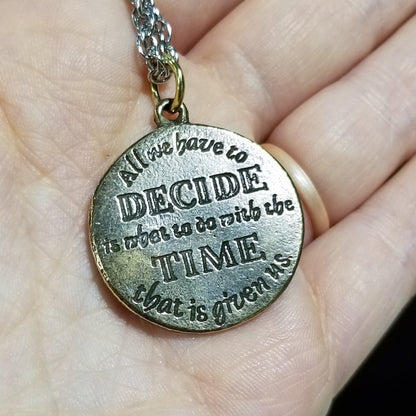 All we have to
DECIDE
is what to do with the
TIME
that is given us